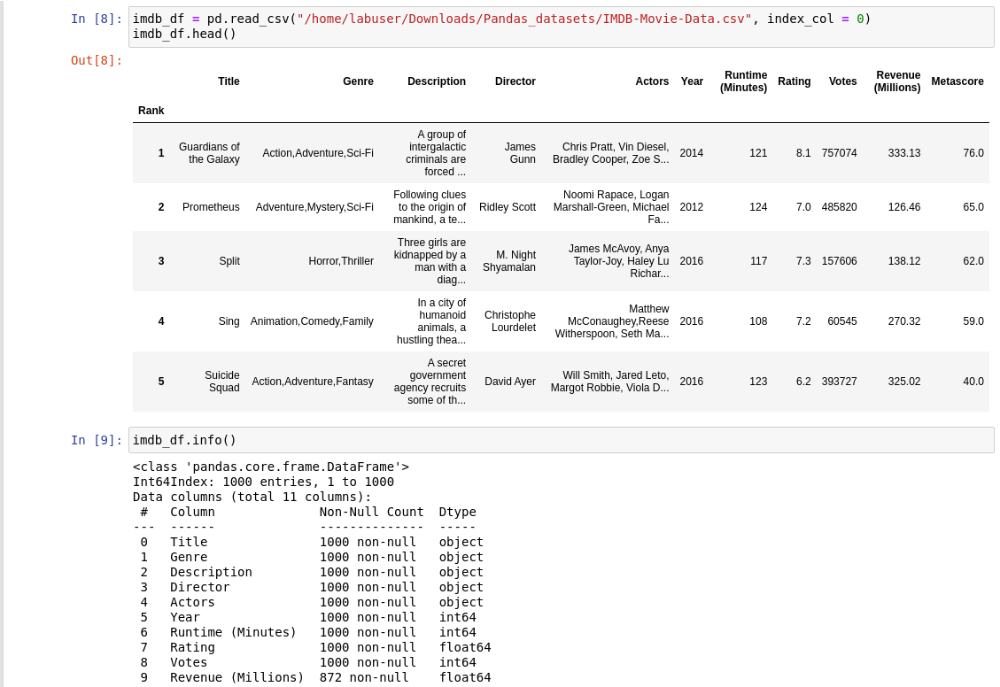 In [8]: imdb_df = pd.read_csv("/home/labuser/Downloads/Pandas_datasets/IMDB-Movie-Data.csv", index_col = 0)
imdb_df.head()
Out[8]:
Title Genre Description Director Actors Year Runtime (Minutes) Rating Votes Revenue (Millions) Metascore
Rank
1 Guardians of the Galaxy Action,Adventure,Sci-Fi A group of intergalactic criminals are forced ... James Gunn Chris Pratt, Vin Diesel, Bradley Cooper, Zoe S... 2014 121 8.1 757074 333.13 76.0
2 Prometheus Adventure,Mystery,Sci-Fi Following clues to the origin of mankind, a te... Ridley Scott Noomi Rapace, Logan Marshall-Green, Michael Fa... 2012 124 7.0 485820 126.46 65.0
3 Split Horror,Thriller Three girls are kidnapped by a man with a diag... M. Night Shyamalan James McAvoy, Anya Taylor-Joy, Haley Lu Richar... 2016 117 7.3 157606 138.12 62.0
4 Sing Animation,Comedy,Family In a city of humanoid animals, a hustling thea... Christophe Lourdelet Matthew McConaughey,Reese Witherspoon, Seth Ma... 2016 108 7.2 60545 270.32 59.0
5 Suicide Squad Action,Adventure,Fantasy A secret government agency recruits some of th... David Ayer Will Smith, Jared Leto, Margot Robbie, Viola D... 2016 123 6.2 393727 325.02 40.0
In [9]: imdb_df.info()
<class 'pandas.core.frame.DataFrame'>
Int64Index: 1000 entries, 1 to 1000
Data columns (total 11 columns):
#   Column              Non-Null Count  Dtype
---  ------              --------------  -----
0   Title               1000 non-null   object
1   Genre               1000 non-null   object
2   Description         1000 non-null   object
3   Director            1000 non-null   object
4   Actors              1000 non-null   object
5   Year                1000 non-null   int64
6   Runtime (Minutes)   1000 non-null   int64
7   Rating              1000 non-null   float64
8   Votes               1000 non-null   int64
9   Revenue (Millions)  872 non-null    float64